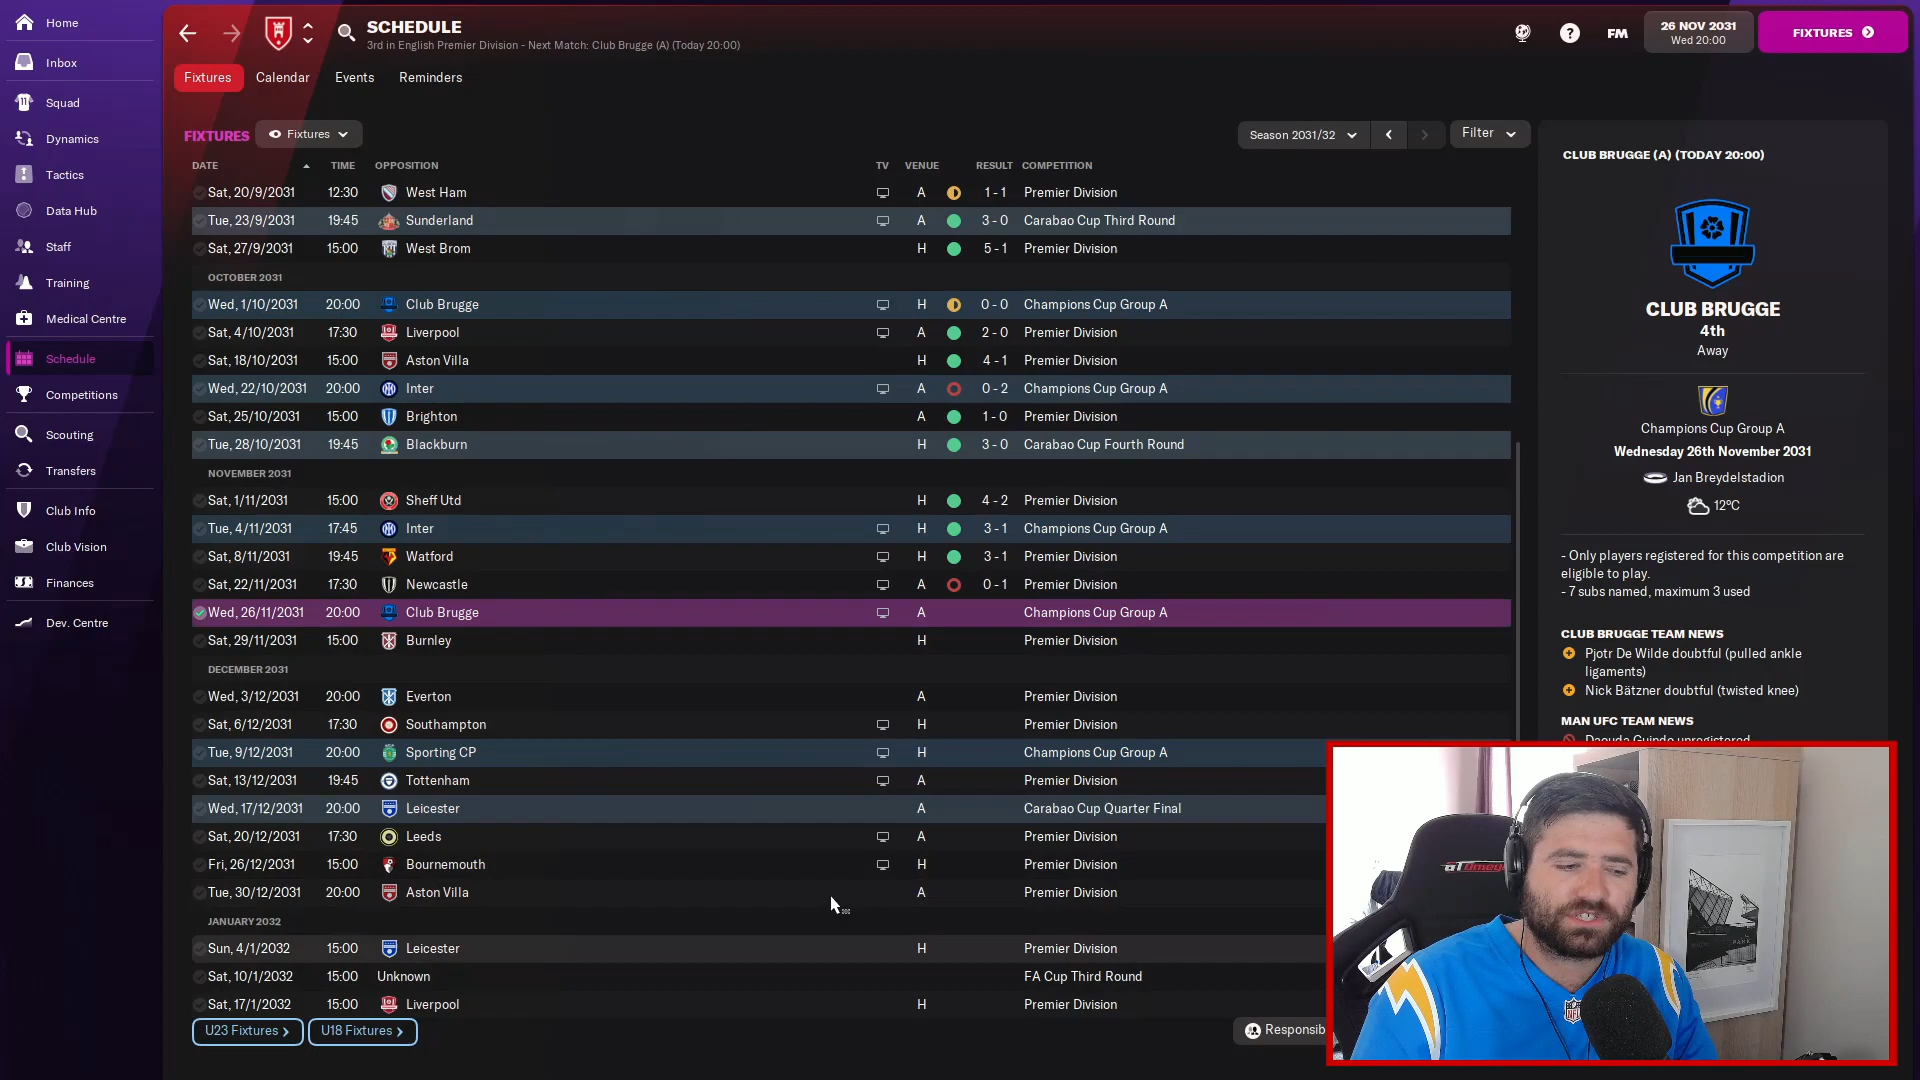 Home
Inbox
Squad
Dynamics
Tactics
Data Hub
Staff
Training
Medical Centre
Schedule
Competitions
Scouting
Transfers
Club Info
Club Vision
Finances
Dev. Centre
SCHEDULE
3rd in English Premier Division - Next Match: Club Brugge (A) (Today 20:00)
FM
26 NOV 2031
Wed 20:00
FIXTURES
Fixtures Calendar Events Reminders
FIXTURES Fixtures Season 2031/32 Filter
DATE TIME OPPOSITION TV VENUE RESULT COMPETITION
Sat, 20/9/2031 12:30 West Ham A 1 - 1 Premier Division
Tue, 23/9/2031 19:45 Sunderland A 3 - 0 Carabao Cup Third Round
Sat, 27/9/2031 15:00 West Brom H 5 - 1 Premier Division
OCTOBER 2031
Wed, 1/10/2031 20:00 Club Brugge H 0 - 0 Champions Cup Group A
Sat, 4/10/2031 17:30 Liverpool A 2 - 0 Premier Division
Sat, 18/10/2031 15:00 Aston Villa H 4 - 1 Premier Division
Wed, 22/10/2031 20:00 Inter A 0 - 2 Champions Cup Group A
Sat, 25/10/2031 15:00 Brighton A 1 - 0 Premier Division
Tue, 28/10/2031 19:45 Blackburn H 3 - 0 Carabao Cup Fourth Round
NOVEMBER 2031
Sat, 1/11/2031 15:00 Sheff Utd H 4 - 2 Premier Division
Tue, 4/11/2031 17:45 Inter H 3 - 1 Champions Cup Group A
Sat, 8/11/2031 19:45 Watford H 3 - 1 Premier Division
Sat, 22/11/2031 17:30 Newcastle A 0 - 1 Premier Division
Wed, 26/11/2031 20:00 Club Brugge A Champions Cup Group A
Sat, 29/11/2031 15:00 Burnley H Premier Division
DECEMBER 2031
Wed, 3/12/2031 20:00 Everton A Premier Division
Sat, 6/12/2031 17:30 Southampton H Premier Division
Tue, 9/12/2031 20:00 Sporting CP H Champions Cup Group A
Sat, 13/12/2031 19:45 Tottenham A Premier Division
Wed, 17/12/2031 20:00 Leicester A Carabao Cup Quarter Final
Sat, 20/12/2031 17:30 Leeds A Premier Division
Fri, 26/12/2031 15:00 Bournemouth H Premier Division
Tue, 30/12/2031 20:00 Aston Villa A Premier Division
JANUARY 2032
Sun, 4/1/2032 15:00 Leicester H Premier Division
Sat, 10/1/2032 15:00 Unknown FA Cup Third Round
Sat, 17/1/2032 15:00 Liverpool H Premier Division
U23 Fixtures U18 Fixtures Responsib
CLUB BRUGGE (A) (TODAY 20:00)
CLUB BRUGGE
4th
Away
Champions Cup Group A
Wednesday 26th November 2031
Jan Breydelstadion
12°C
- Only players registered for this competition are
eligible to play.
- 7 subs named, maximum 3 used
CLUB BRUGGE TEAM NEWS
Pjotr De Wilde doubtful (pulled ankle
ligaments)
Nick Bätzner doubtful (twisted knee)
MAN UFC TEAM NEWS
NFL